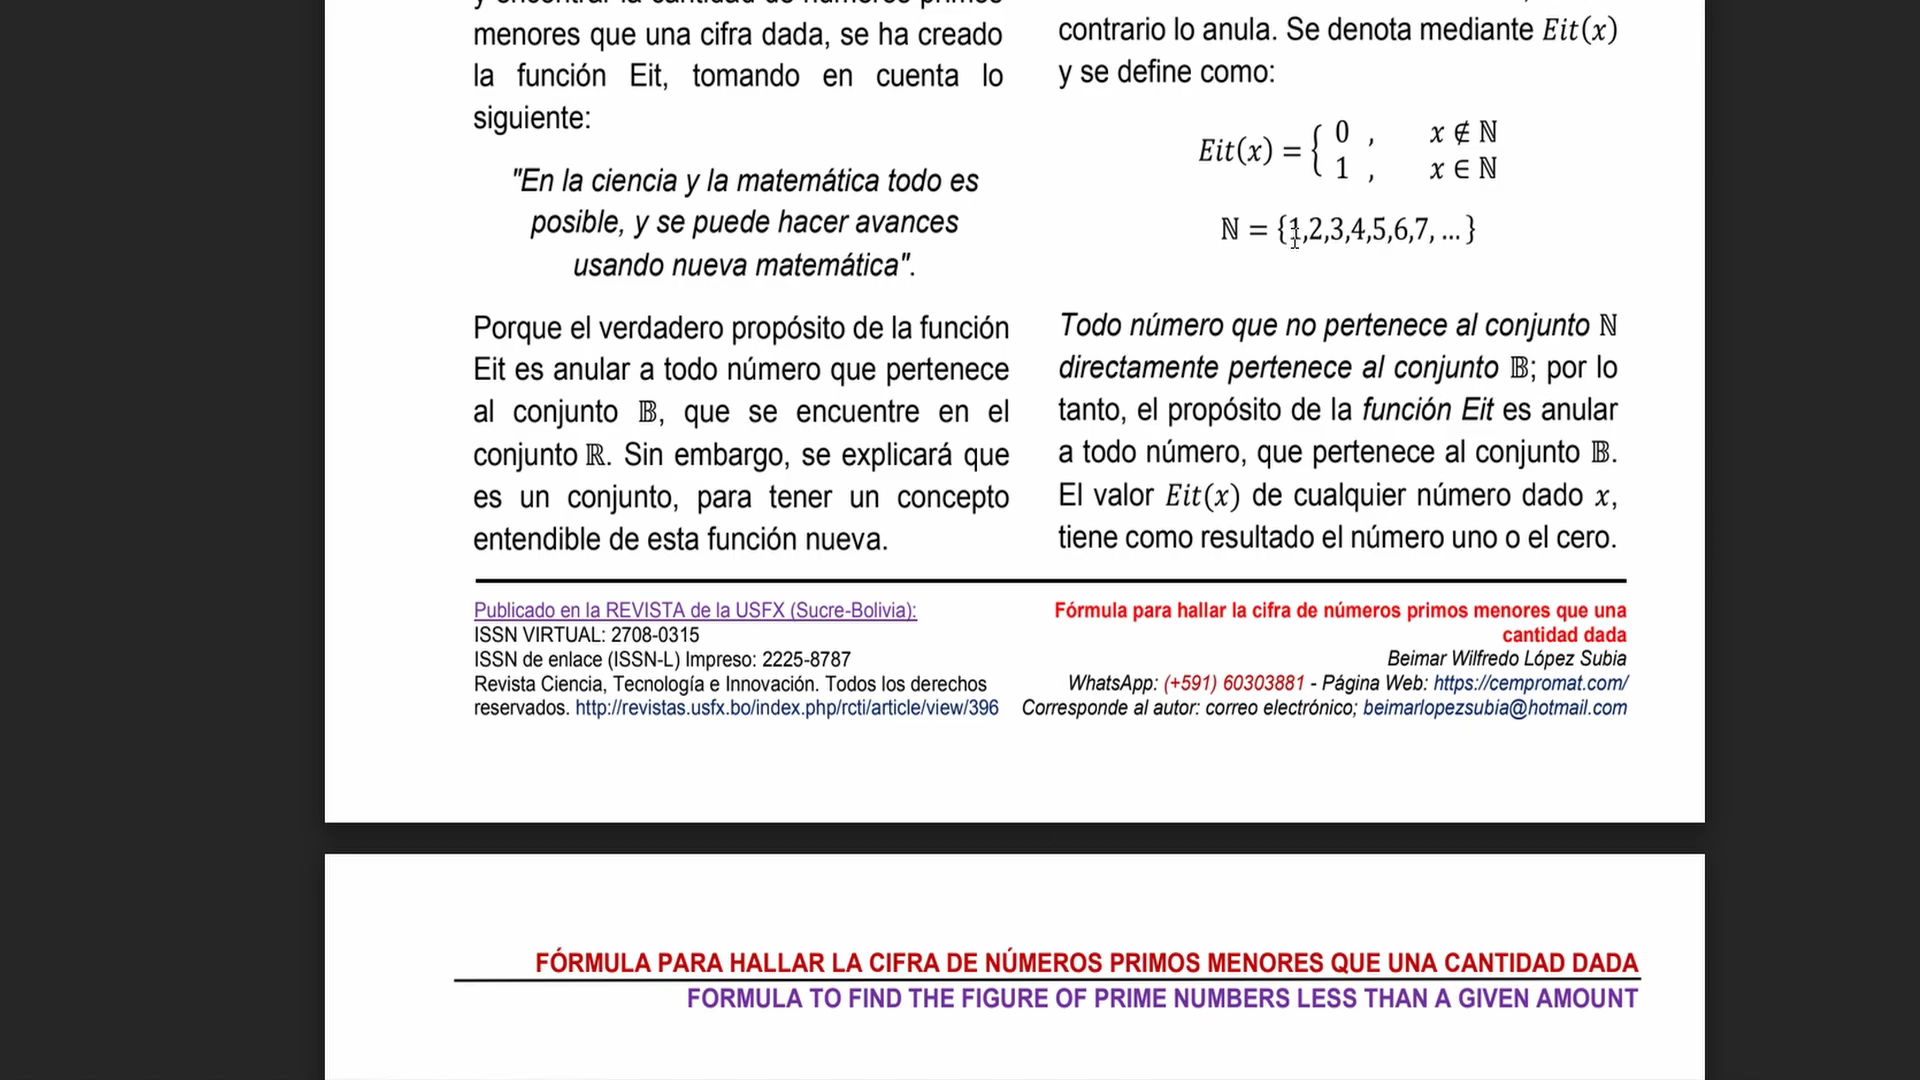 y encontrar la cantidad de números primos
menores que una cifra dada, se ha creado
la función Eit, tomando en cuenta lo
siguiente:
"En la ciencia y la matemática todo es
posible, y se puede hacer avances
usando nueva matemática".
Porque el verdadero propósito de la función
Eit es anular a todo número que pertenece
al conjunto 𝔹, que se encuentre en el
conjunto ℝ. Sin embargo, se explicará que
es un conjunto, para tener un concepto
entendible de esta función nueva.
contrario lo anula. Se denota mediante Eit(x)
y se define como:
Eit(x) = { 0 , x ∉ ℕ
1 , x ∈ ℕ
ℕ = {1,2,3,4,5,6,7, … }
Todo número que no pertenece al conjunto ℕ
directamente pertenece al conjunto 𝔹; por lo
tanto, el propósito de la función Eit es anular
a todo número, que pertenece al conjunto 𝔹.
El valor Eit(x) de cualquier número dado x,
tiene como resultado el número uno o el cero.
Publicado en la REVISTA de la USFX (Sucre-Bolivia):
ISSN VIRTUAL: 2708-0315
ISSN de enlace (ISSN-L) Impreso: 2225-8787
Revista Ciencia, Tecnología e Innovación. Todos los derechos
reservados. http://revistas.usfx.bo/index.php/rcti/article/view/396
Fórmula para hallar la cifra de números primos menores que una
cantidad dada
Beimar Wilfredo López Subia
WhatsApp: (+591) 60303881 - Página Web: https://cempromat.com/
Corresponde al autor: correo electrónico; beimarlopezsubia@hotmail.com
FÓRMULA PARA HALLAR LA CIFRA DE NÚMEROS PRIMOS MENORES QUE UNA CANTIDAD DADA
FORMULA TO FIND THE FIGURE OF PRIME NUMBERS LESS THAN A GIVEN AMOUNT